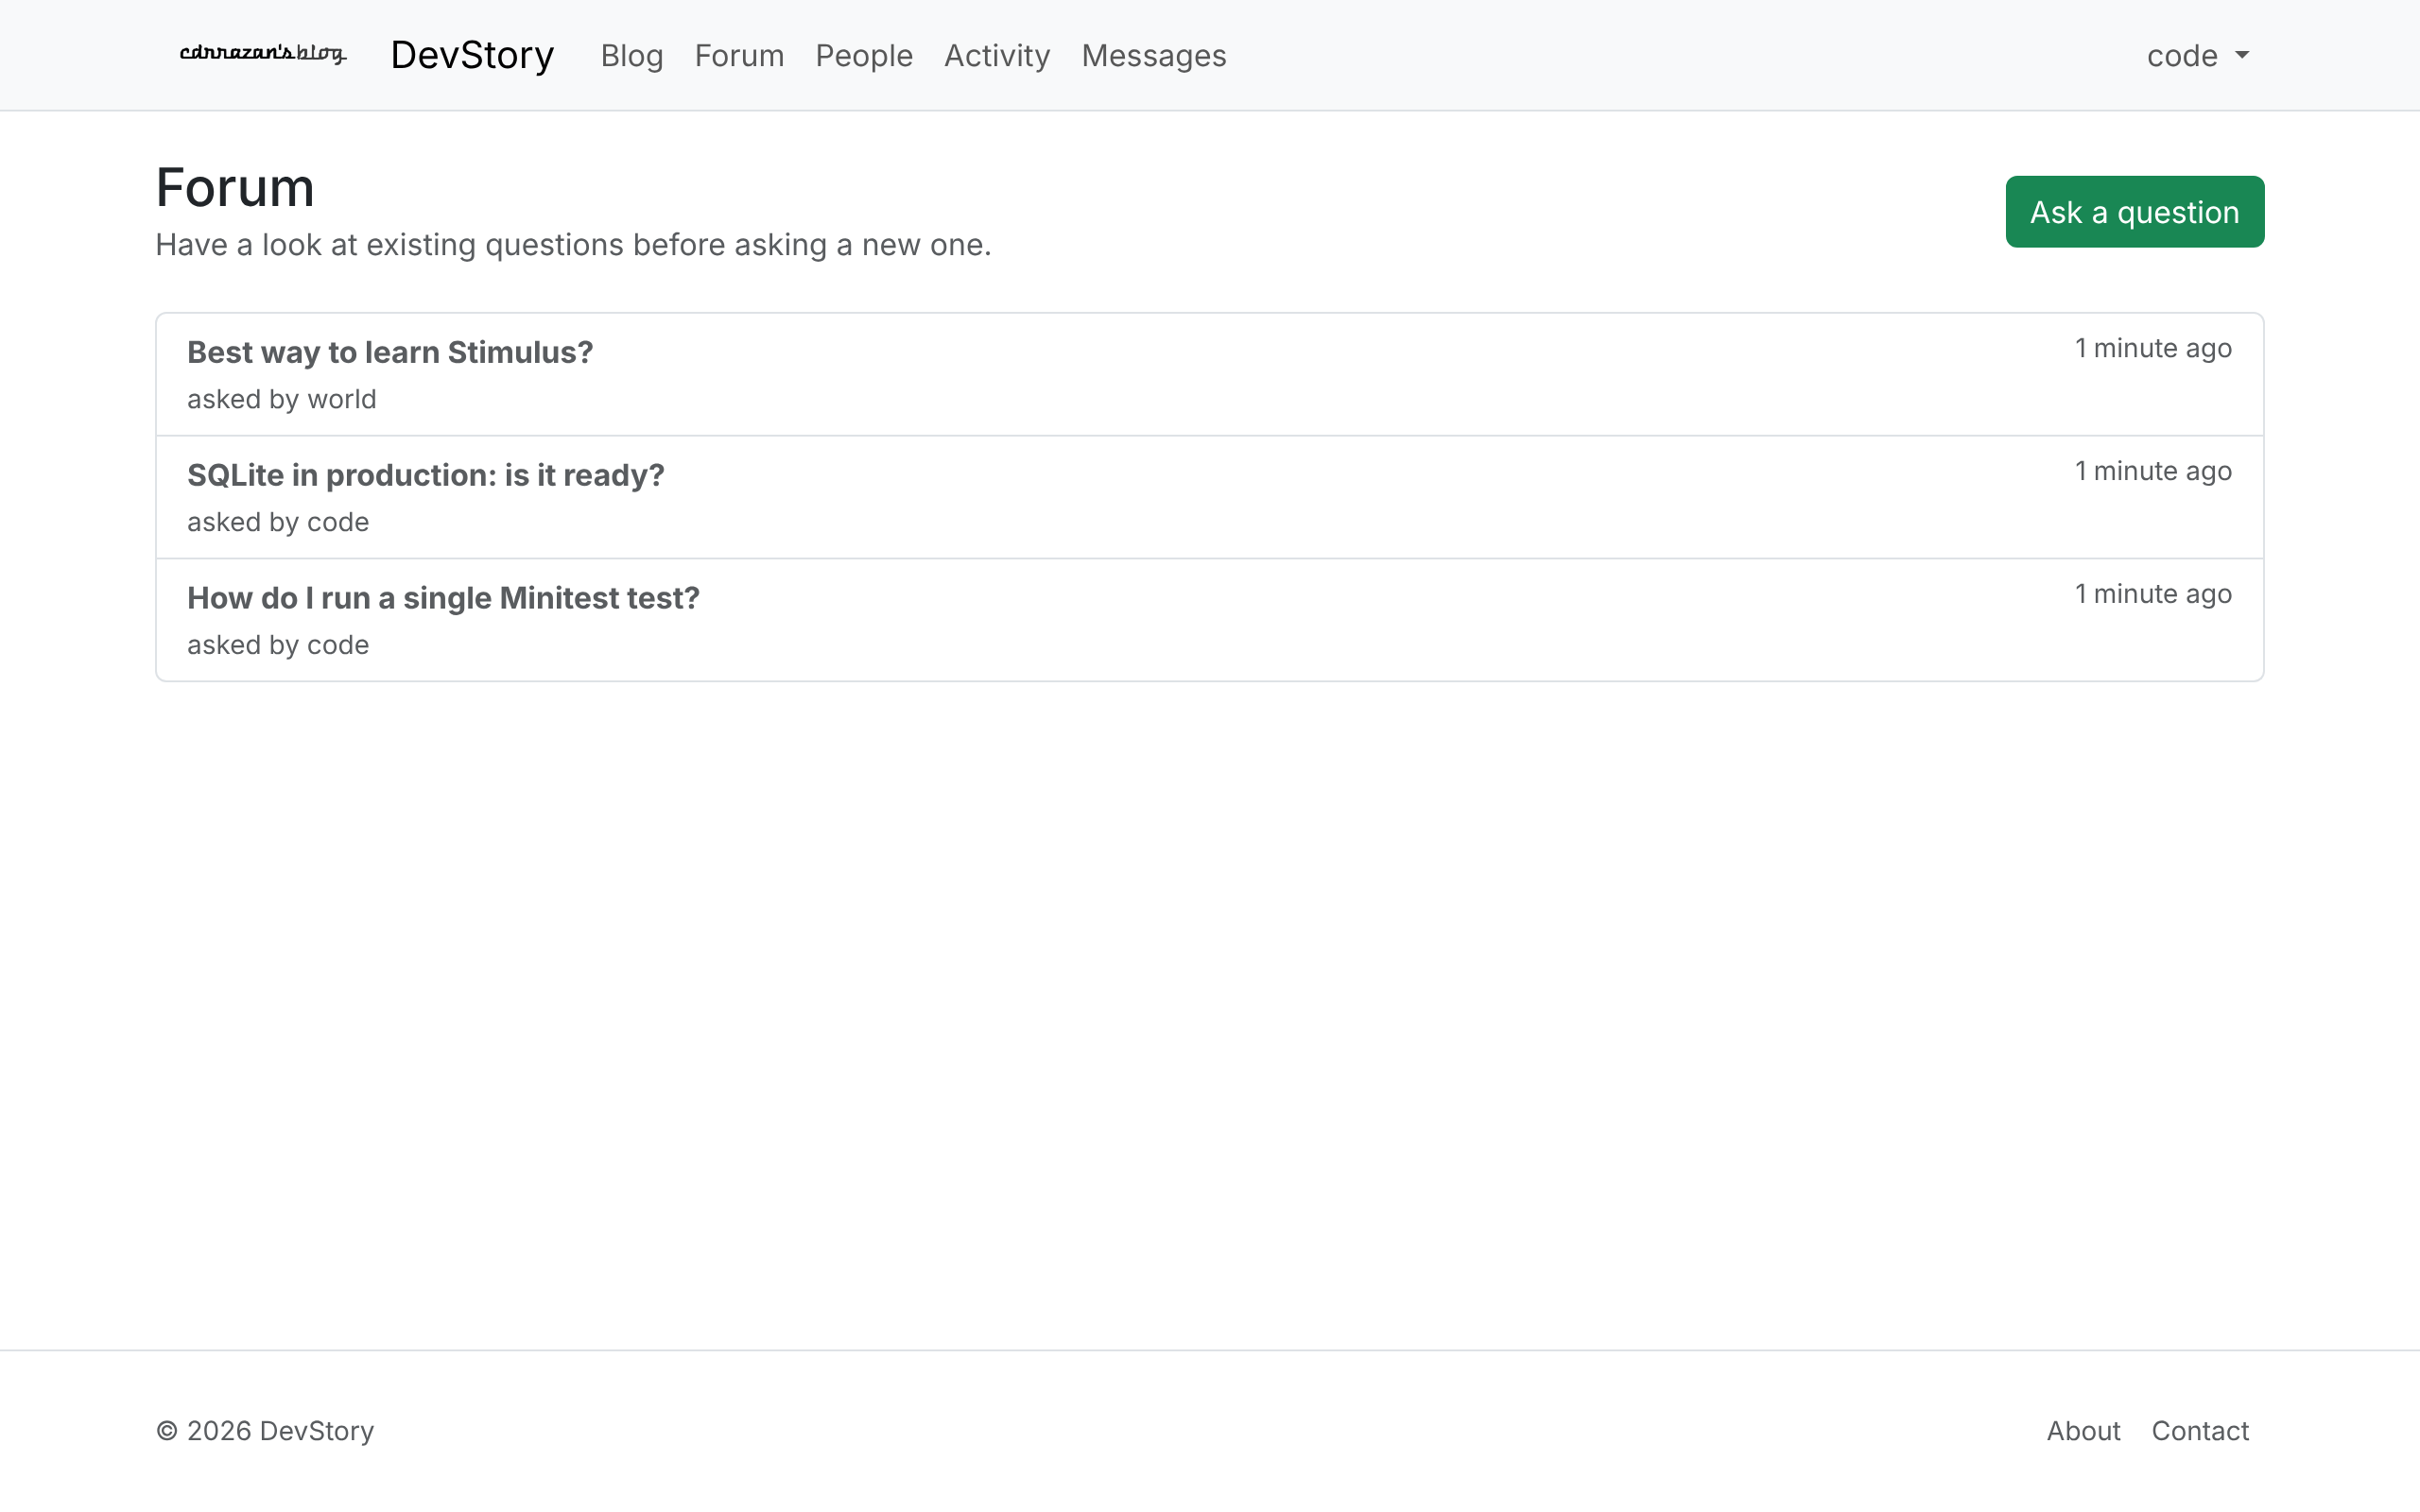 cdrrazan's blog DevStory Blog Forum People Activity Messages code
Forum
Have a look at existing questions before asking a new one.
Ask a question
Best way to learn Stimulus?
1 minute ago
asked by world
SQLite in production: is it ready?
1 minute ago
asked by code
How do I run a single Minitest test?
1 minute ago
asked by code
© 2026 DevStory
About Contact